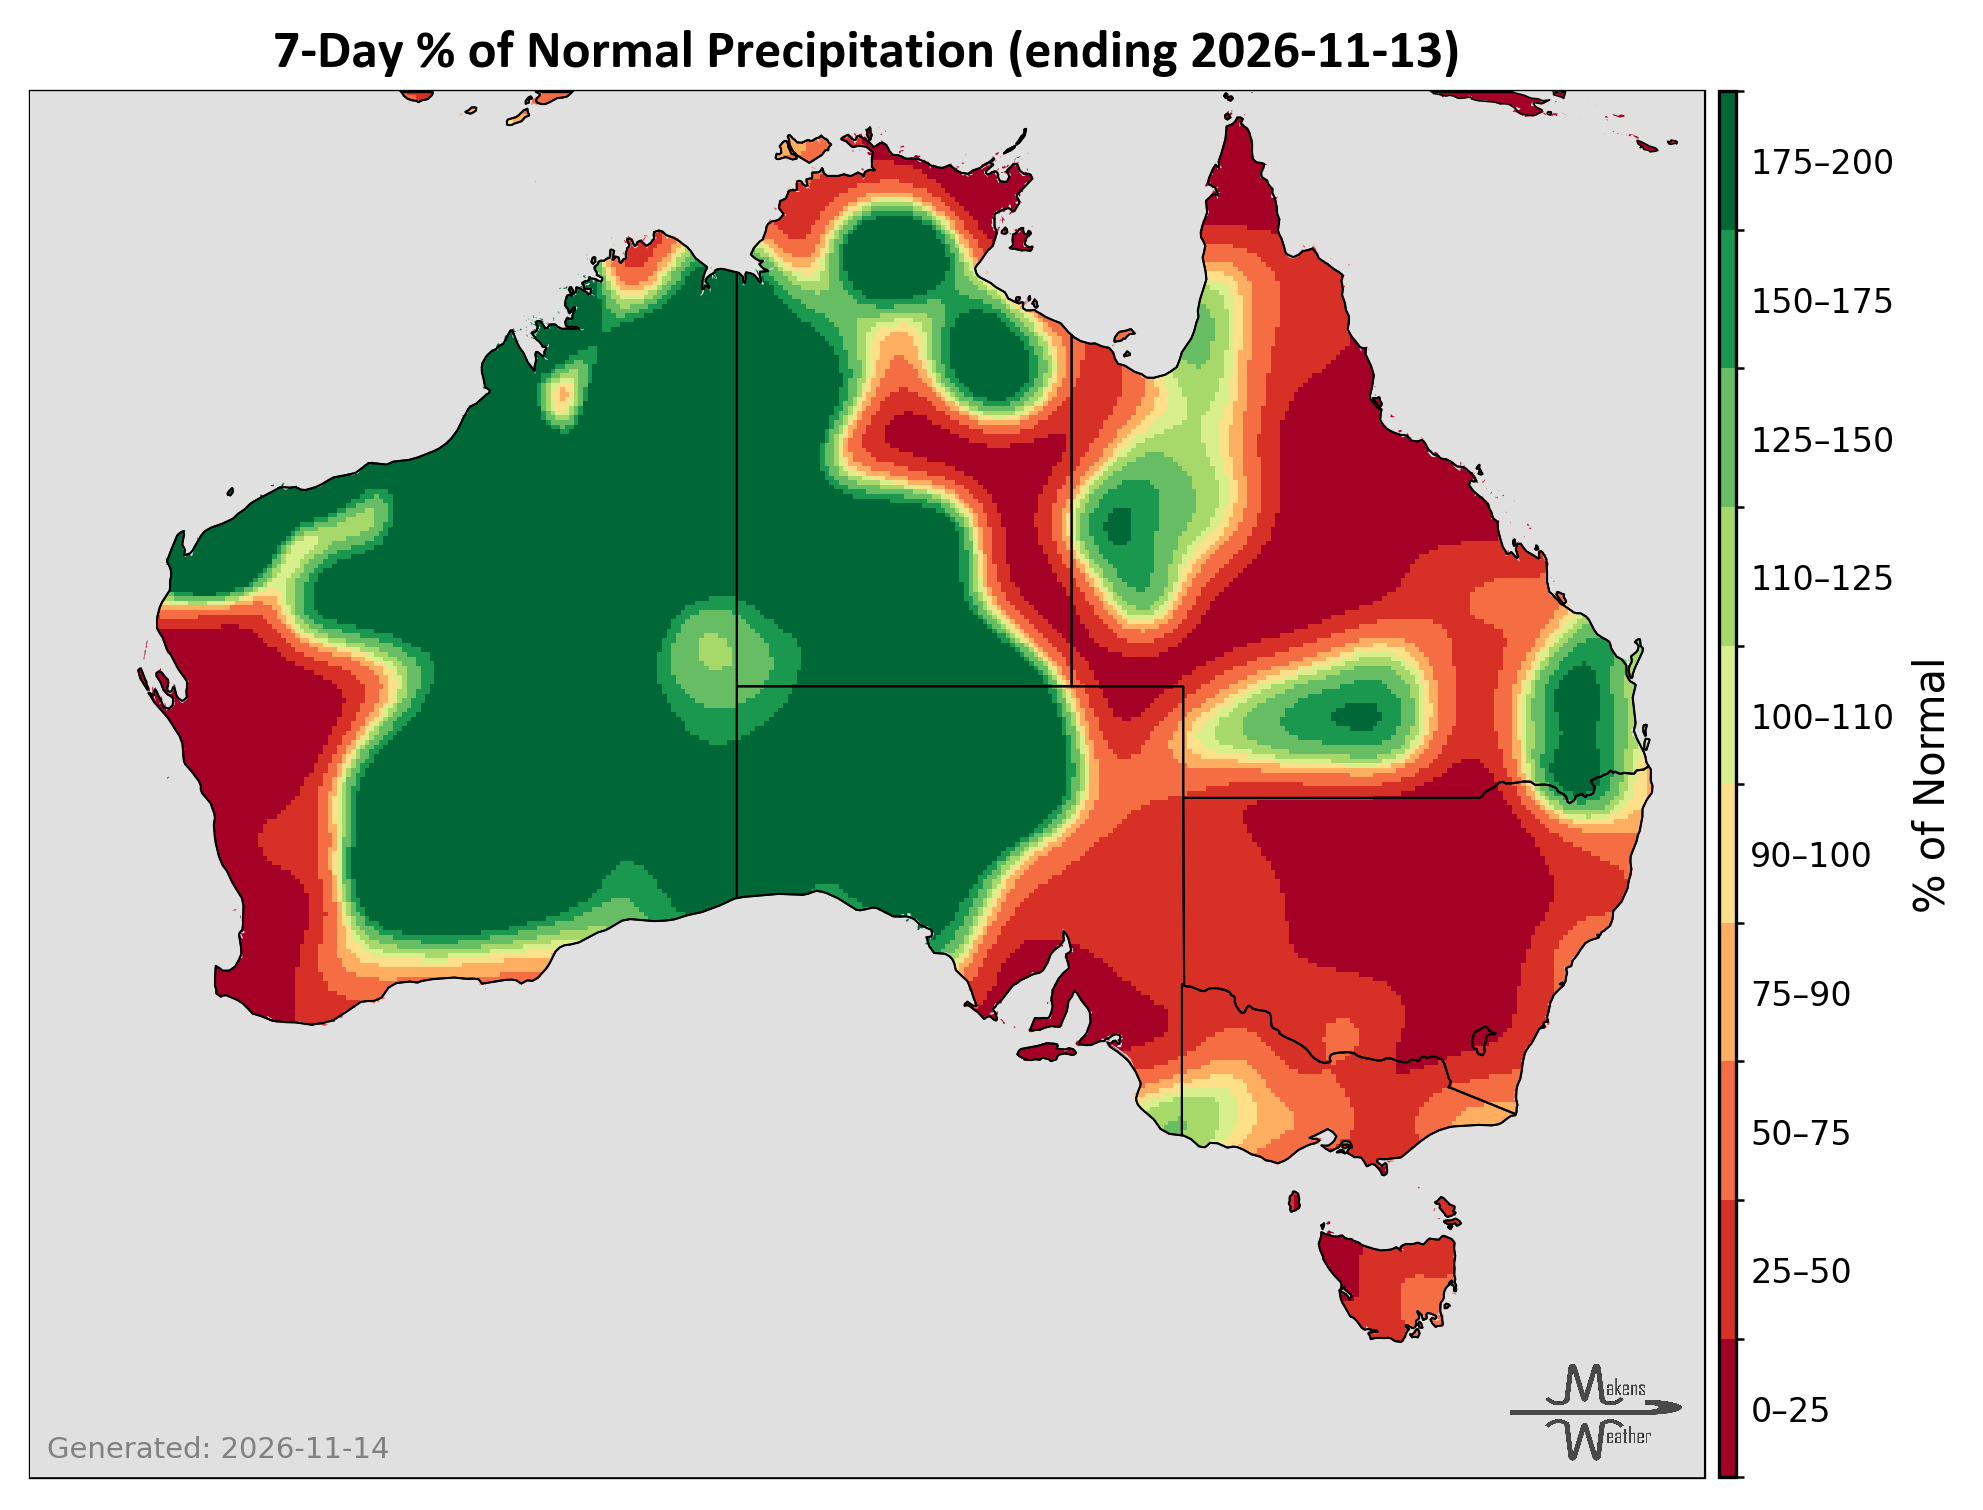 7-Day % of Normal Precipitation (ending 2026-11-13)
175–200
150–175
125–150
110–125
100–110
90–100
75–90
50–75
25–50
0–25
% of Normal
Makens
Weather
Generated: 2026-11-14